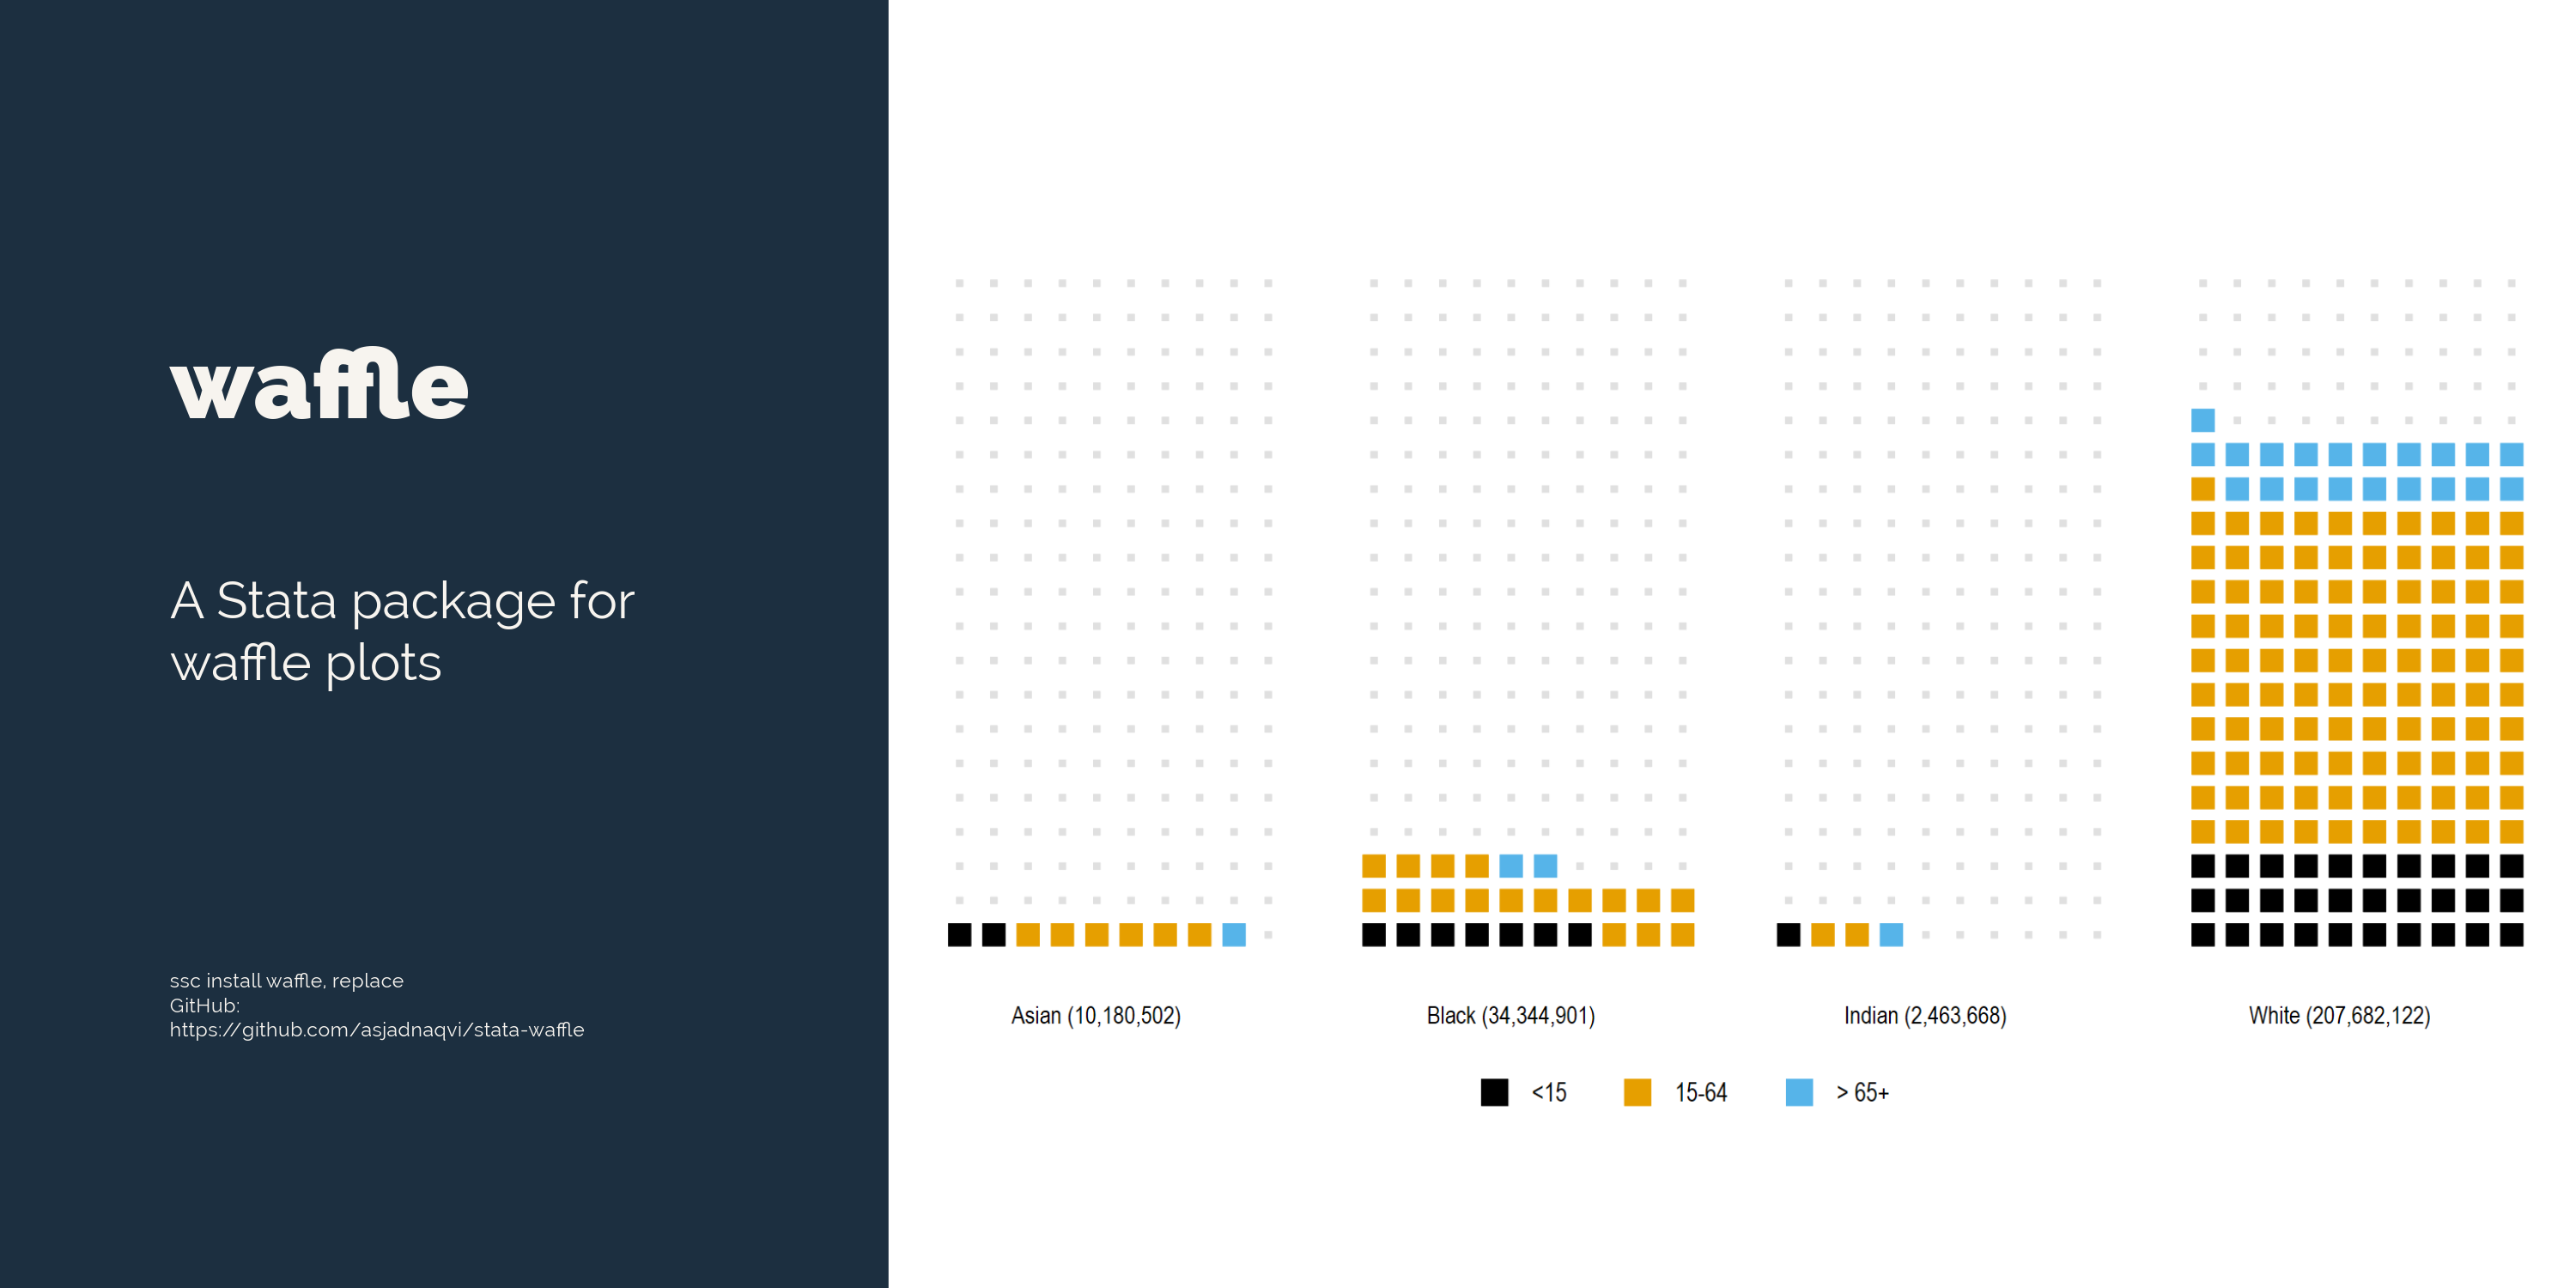 waffle
A Stata package for
waffle plots
ssc install waffle, replace
GitHub:
https://github.com/asjadnaqvi/stata-waffle
Asian (10,180,502)
Black (34,344,901)
Indian (2,463,668)
White (207,682,122)
<15
15-64
> 65+